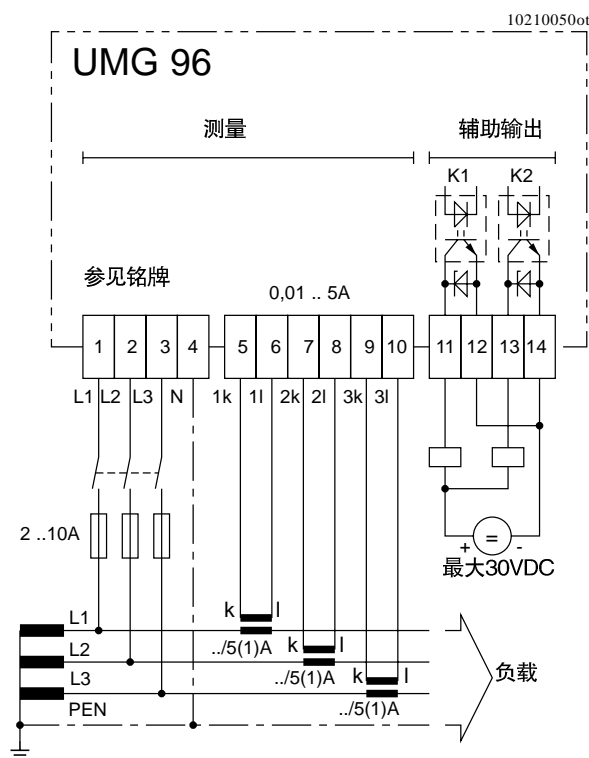 10210050ot
UMG 96
测量
辅助输出
K1 K2
参见铭牌
0,01 .. 5A
1 2 3 4 5 6 7 8 9 10 11 12 13 14
L1 L2 L3 N 1k 1l 2k 2l 3k 3l
2 ..10A
+ = -
最大30VDC
L1 k l
../5(1)A
L2 k l
../5(1)A
L3 k l
../5(1)A
PEN
负载